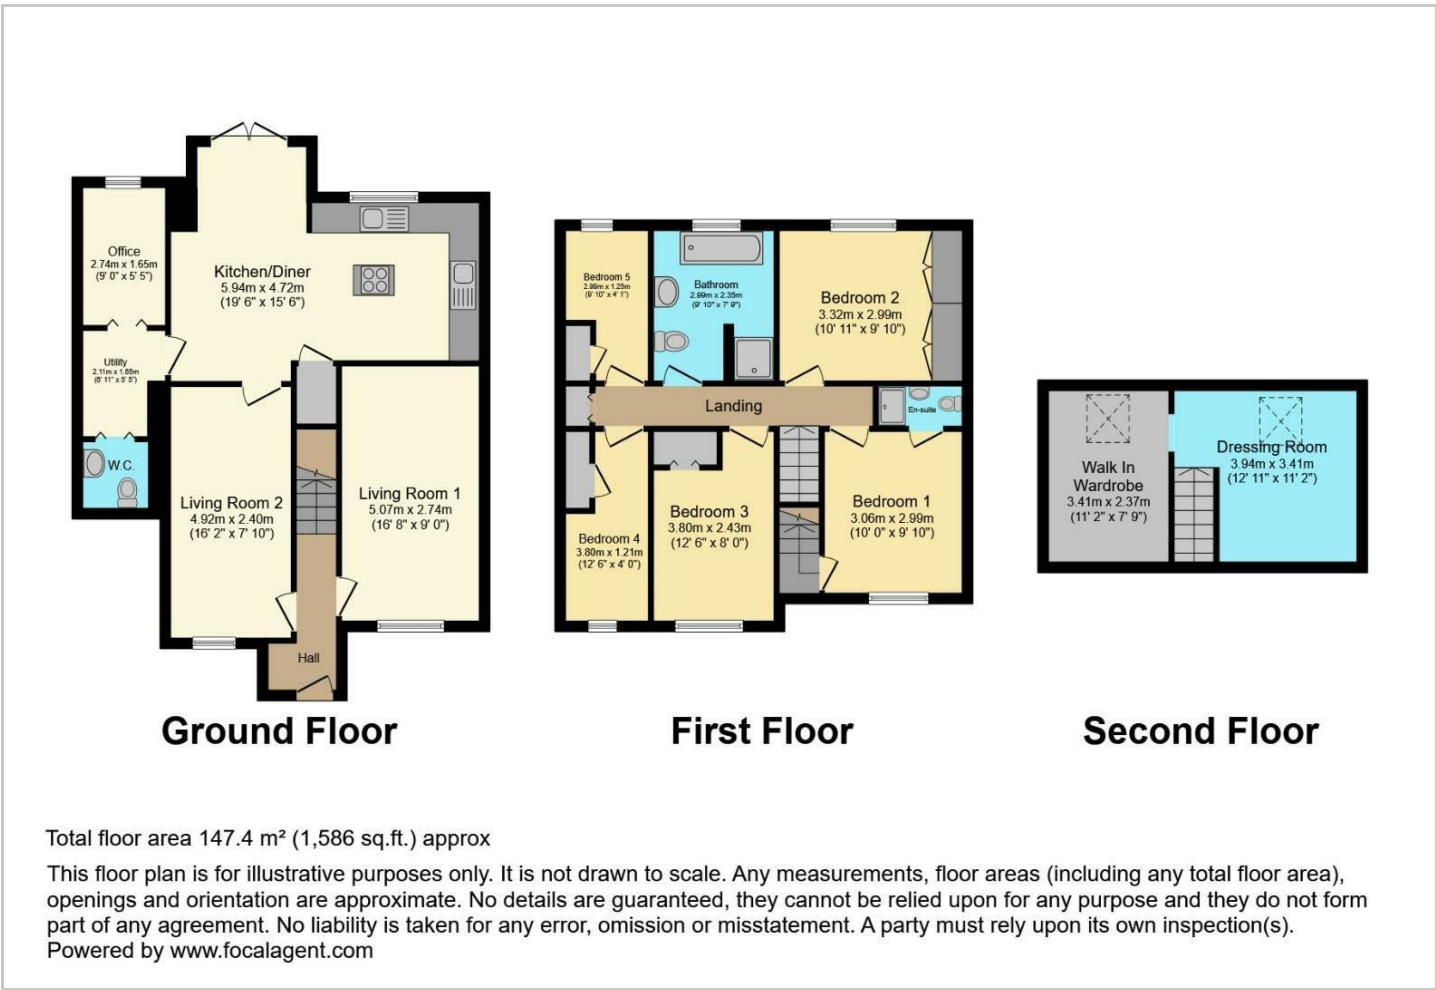 Office
2.74m x 1.65m
(9' 0" x 5' 5")
Kitchen/Diner
5.94m x 4.72m
(19' 6" x 15' 6")
Utility
2.11m x 1.65m
(6' 11" x 5' 5")
W.C.
Living Room 2
4.92m x 2.40m
(16' 2" x 7' 10")
Living Room 1
5.07m x 2.74m
(16' 8" x 9' 0")
Hall
Ground Floor
Bedroom 5
2.99m x 1.25m
(9' 10" x 4' 1")
Bathroom
2.99m x 2.35m
(9' 10" x 7' 9")
Bedroom 2
3.32m x 2.99m
(10' 11" x 9' 10")
Landing
En-suite
Bedroom 4
3.80m x 1.21m
(12' 6" x 4' 0")
Bedroom 3
3.80m x 2.43m
(12' 6" x 8' 0")
Bedroom 1
3.06m x 2.99m
(10' 0" x 9' 10")
First Floor
Walk In
Wardrobe
3.41m x 2.37m
(11' 2" x 7' 9")
Dressing Room
3.94m x 3.41m
(12' 11" x 11' 2")
Second Floor
Total floor area 147.4 m² (1,586 sq.ft.) approx
This floor plan is for illustrative purposes only. It is not drawn to scale. Any measurements, floor areas (including any total floor area),
openings and orientation are approximate. No details are guaranteed, they cannot be relied upon for any purpose and they do not form
part of any agreement. No liability is taken for any error, omission or misstatement. A party must rely upon its own inspection(s).
Powered by www.focalagent.com